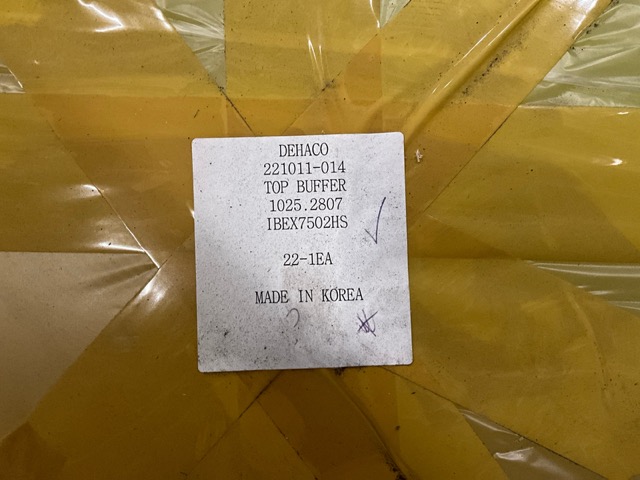 DEHACO
221011-014
TOP BUFFER
1025.2807
IBEX7502HS
22-1EA
MADE IN KOREA